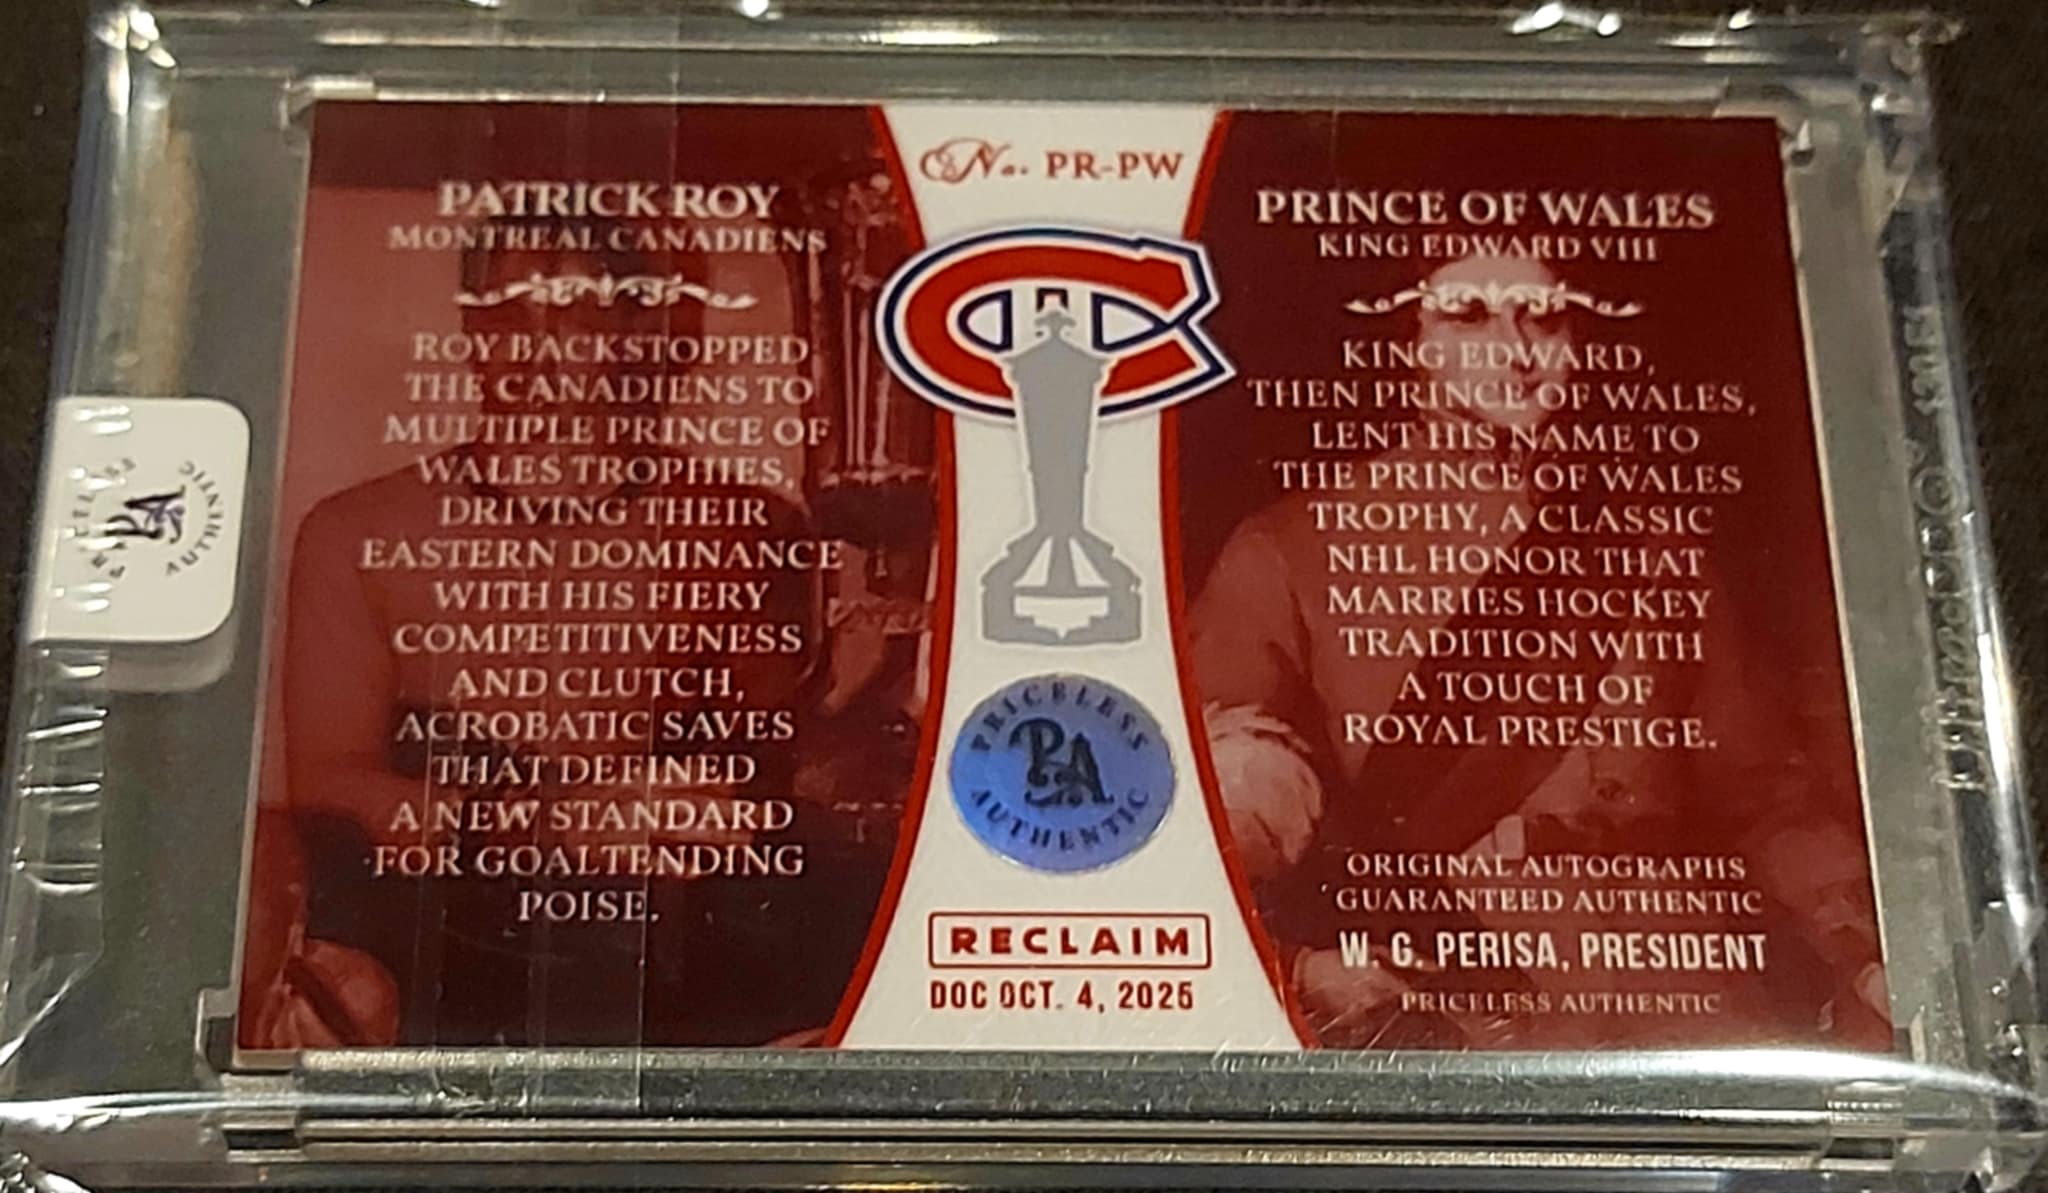 No. PR-PW
PATRICK ROY
MONTREAL CANADIENS
ROY BACKSTOPPED
THE CANADIENS TO
MULTIPLE PRINCE OF
WALES TROPHIES,
DRIVING THEIR
EASTERN DOMINANCE
WITH HIS FIERY
COMPETITIVENESS
AND CLUTCH,
ACROBATIC SAVES
THAT DEFINED
A NEW STANDARD
FOR GOALTENDING
POISE.
PRINCE OF WALES
KING EDWARD VIII
KING EDWARD,
THEN PRINCE OF WALES,
LENT HIS NAME TO
THE PRINCE OF WALES
TROPHY, A CLASSIC
NHL HONOR THAT
MARRIES HOCKEY
TRADITION WITH
A TOUCH OF
ROYAL PRESTIGE.
ORIGINAL AUTOGRAPHS
GUARANTEED AUTHENTIC
W. G. PERISA, PRESIDENT
PRICELESS AUTHENTIC
PRICELESS
PA
AUTHENTIC
RECLAIM
DOC OCT. 4, 2025
PRICELESS
PA
AUTHENTIC